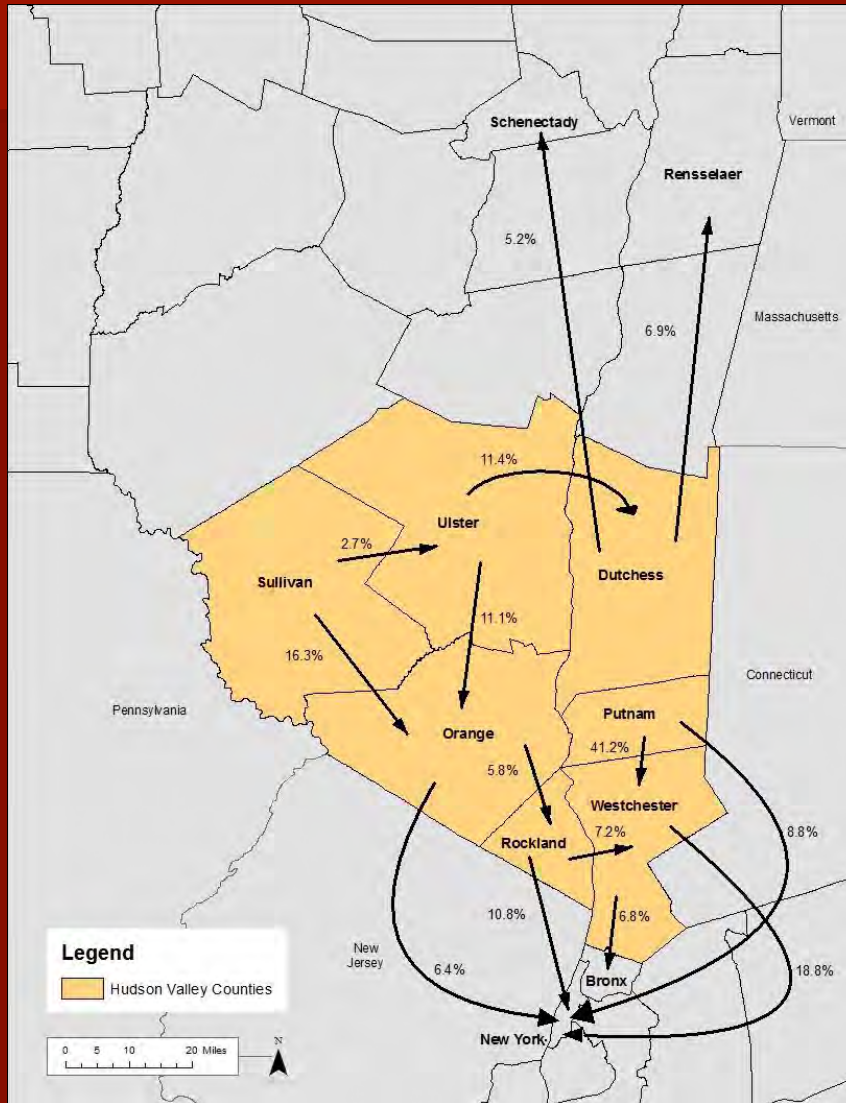 Schenectady
Vermont
Rensselaer
5.2%
Massachusetts
6.9%
11.4%
Ulster
2.7%
Dutchess
Sullivan
11.1%
16.3%
Connecticut
Pennsylvania
Putnam
Orange
41.2%
5.8%
Westchester
8.8%
7.2%
Rockland
10.8%
6.8%
Legend
New
Jersey
6.4%
18.8%
Hudson Valley Counties
Bronx
New York
N
0 5 10 20 Miles